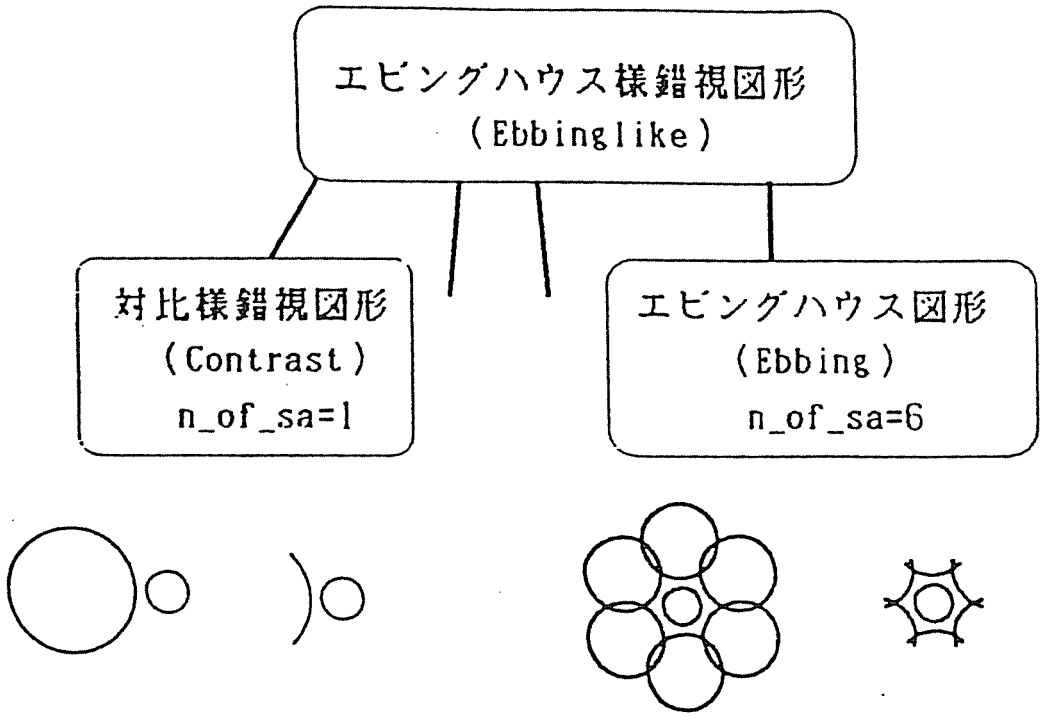 エビングハウス様錯視図形
(Ebbinglike)
対比様錯視図形
(Contrast)
n_of_sa=1
エビングハウス図形
(Ebbing)
n_of_sa=6